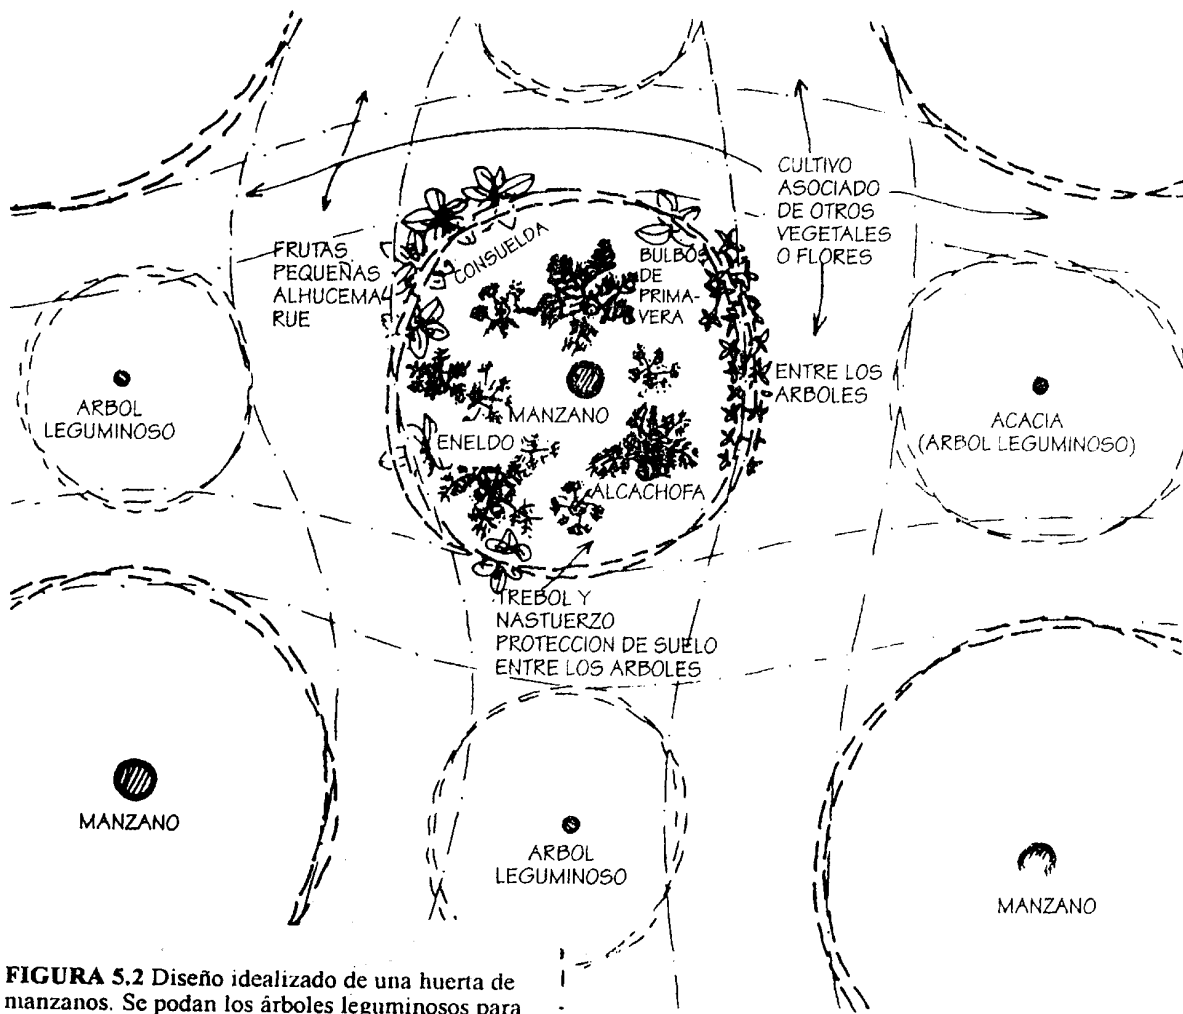 CULTIVO
ASOCIADO
DE OTROS
VEGETALES
O FLORES
FRUTAS
PEQUEÑAS
ALHUCEMA
RUE
CONSUELDA
BULBOS
DE
PRIMA-
VERA
ARBOL
LEGUMINOSO
MANZANO
ENTRE LOS
ARBOLES
ACACIA
(ARBOL LEGUMINOSO)
ENELDO
ALCACHOFA
TREBOL Y
NASTUERZO
PROTECCION DE SUELO
ENTRE LOS ARBOLES
MANZANO
ARBOL
LEGUMINOSO
MANZANO
FIGURA 5.2 Diseño idealizado de una huerta de
manzanos. Se podan los árboles leguminosos para